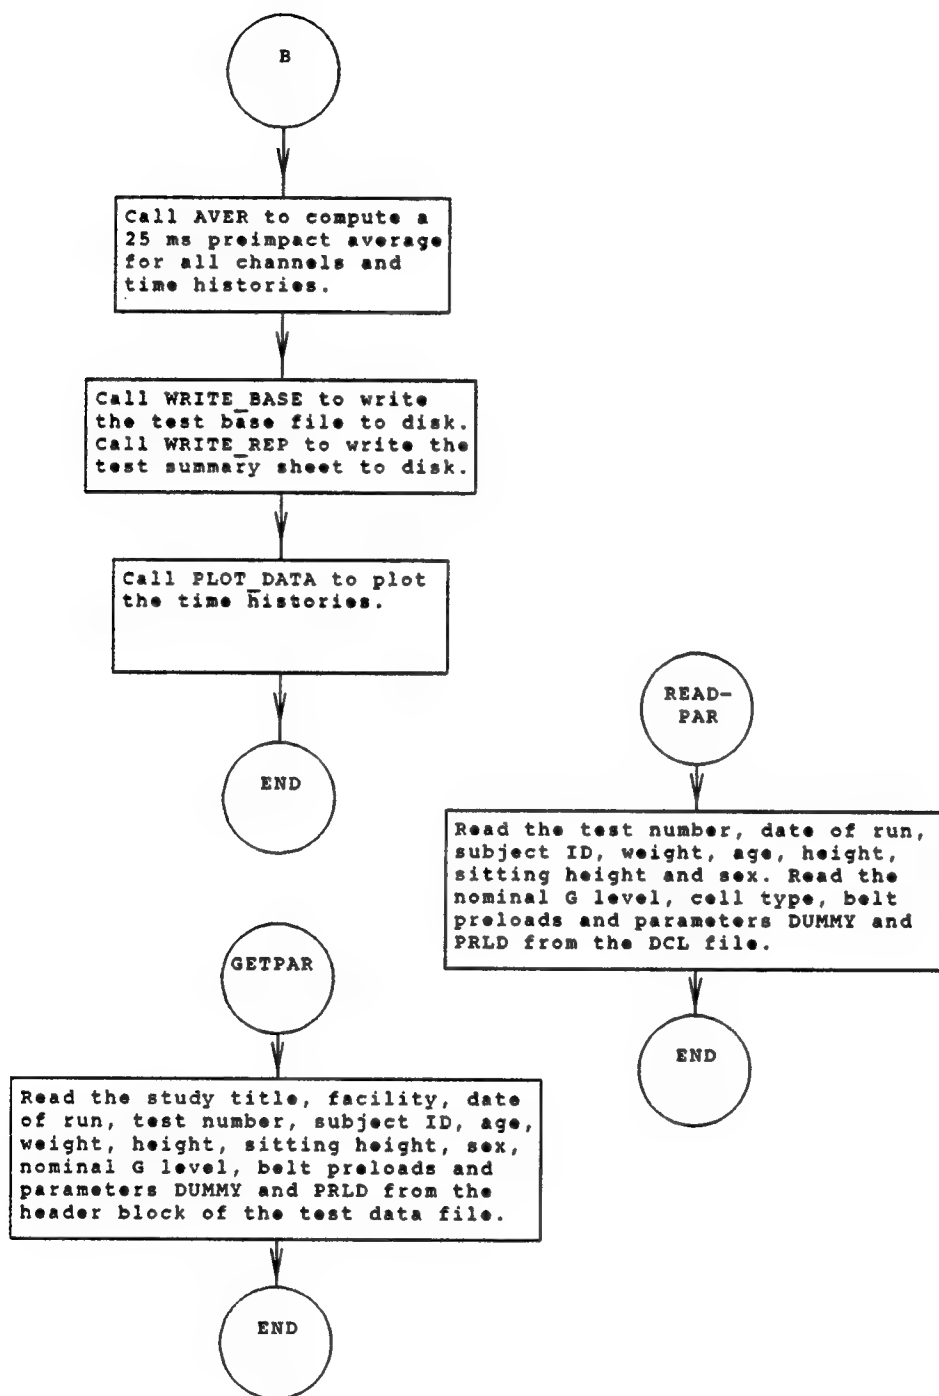 B
Call AVER to compute a
25 ms preimpact average
for all channels and
time histories.
Call WRITE_BASE to write
the test base file to disk.
Call WRITE_REP to write the
test summary sheet to disk.
Call PLOT_DATA to plot
the time histories.
END
READ-
PAR
Read the test number, date of run,
subject ID, weight, age, height,
sitting height and sex. Read the
nominal G level, cell type, belt
preloads and parameters DUMMY and
PRLD from the DCL file.
END
GETPAR
Read the study title, facility, date
of run, test number, subject ID, age,
weight, height, sitting height, sex,
nominal G level, belt preloads and
parameters DUMMY and PRLD from the
header block of the test data file.
END